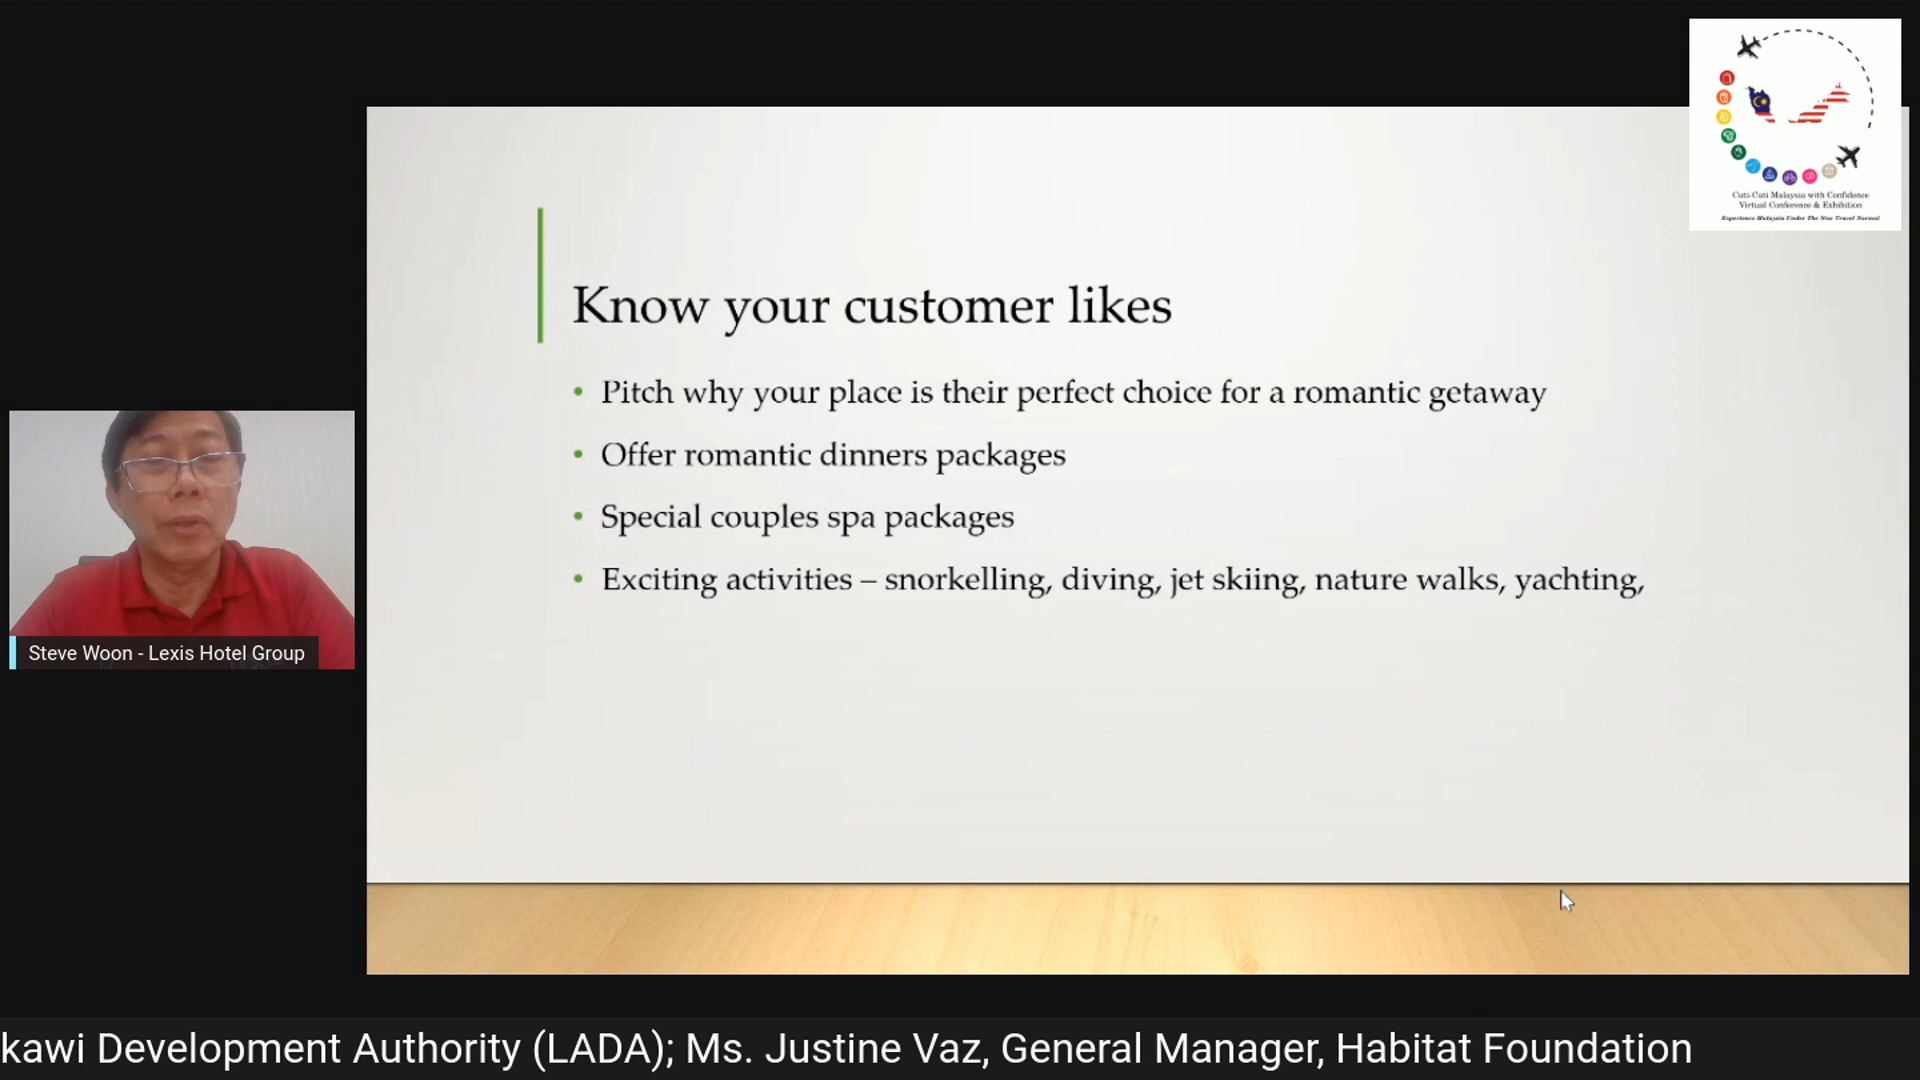 Cuti-Cuti Malaysia with Confidence
Virtual Conference & Exhibition
Experience Malaysia Under The New Travel Normal
Know your customer likes
• Pitch why your place is their perfect choice for a romantic getaway
• Offer romantic dinners packages
• Special couples spa packages
• Exciting activities – snorkelling, diving, jet skiing, nature walks, yachting,
Steve Woon - Lexis Hotel Group
kawi Development Authority (LADA); Ms. Justine Vaz, General Manager, Habitat Foundation